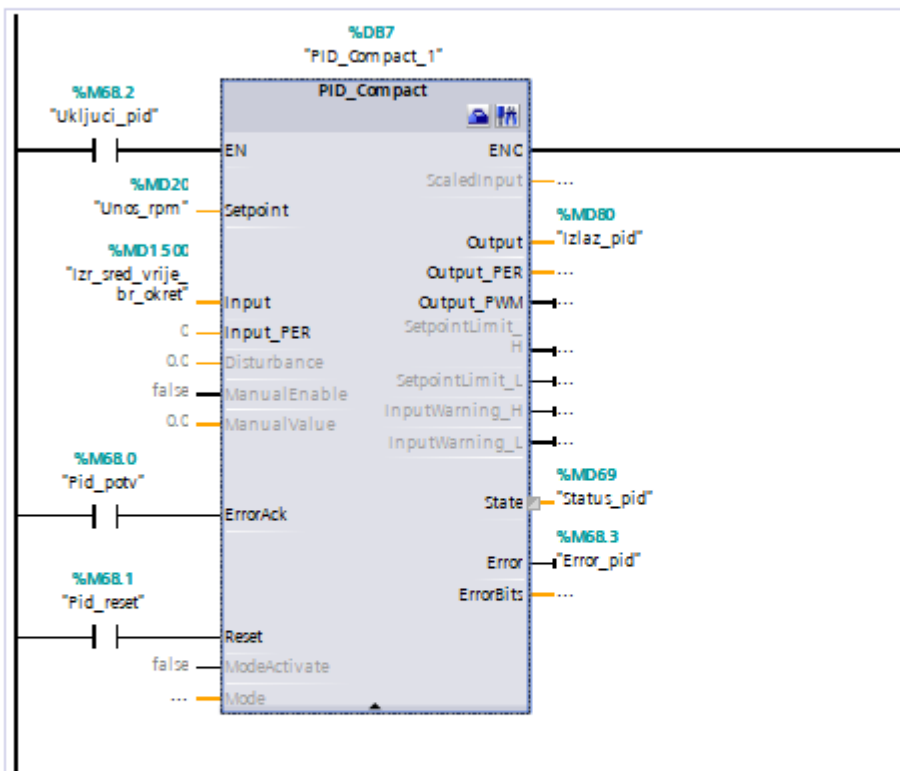 %DB7
"PID_Compact_1"
PID_Compact
%M68.2
"Ukljuci_pid"
EN
ENO
ScaledInput
...
%MD20
"Unos_rpm"
Setpoint
%MD80
"Izlaz_pid"
Output
%MD1500
"Izr_sred_vrije_
br_okret"
Input
Output_PER
...
Output_PWM
...
0
Input_PER
SetpointLimit_
H
...
0.0
Disturbance
SetpointLimit_L
...
false
ManualEnable
InputWarning_H
...
0.0
ManualValue
InputWarning_L
...
%M68.0
"Pid_potv"
ErrorAck
%MD69
"Status_pid"
State
%M68.3
"Error_pid"
Error
ErrorBits
...
%M68.1
"Pid_reset"
Reset
false
ModeActivate
...
Mode